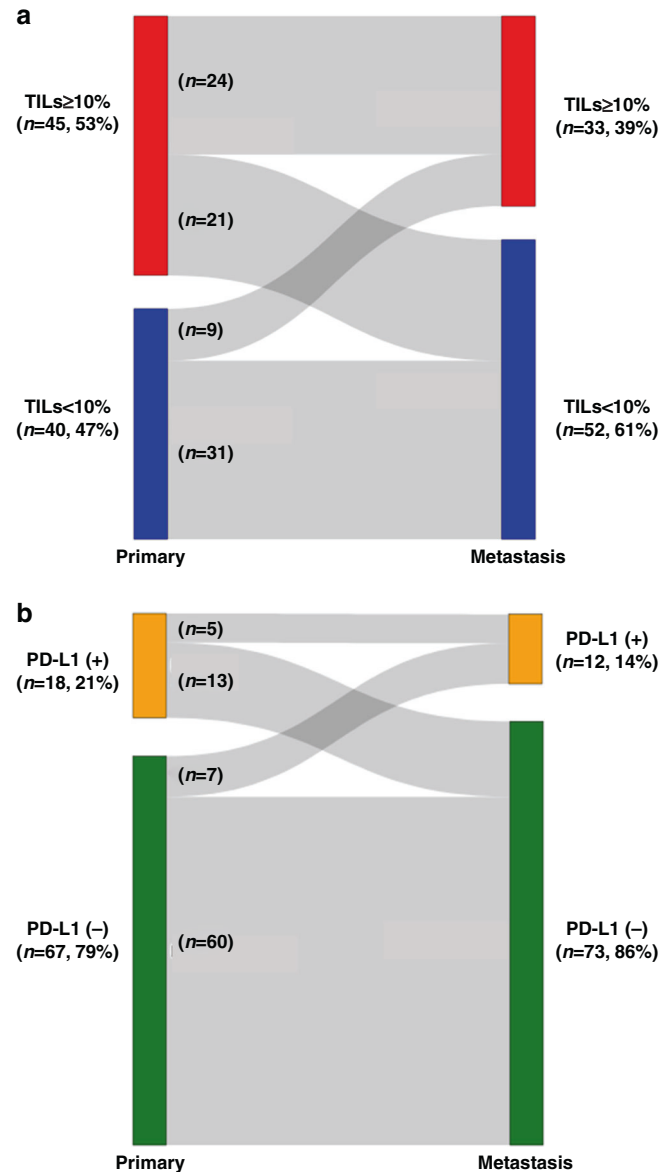 a
TILs≥10%
(n=45, 53%)
(n=24)
(n=21)
TILs≥10%
(n=33, 39%)
TILs<10%
(n=40, 47%)
(n=9)
(n=31)
TILs<10%
(n=52, 61%)
Primary
Metastasis
b
PD-L1 (+)
(n=18, 21%)
(n=5)
(n=13)
PD-L1 (+)
(n=12, 14%)
PD-L1 (–)
(n=67, 79%)
(n=7)
(n=60)
PD-L1 (–)
(n=73, 86%)
Primary
Metastasis